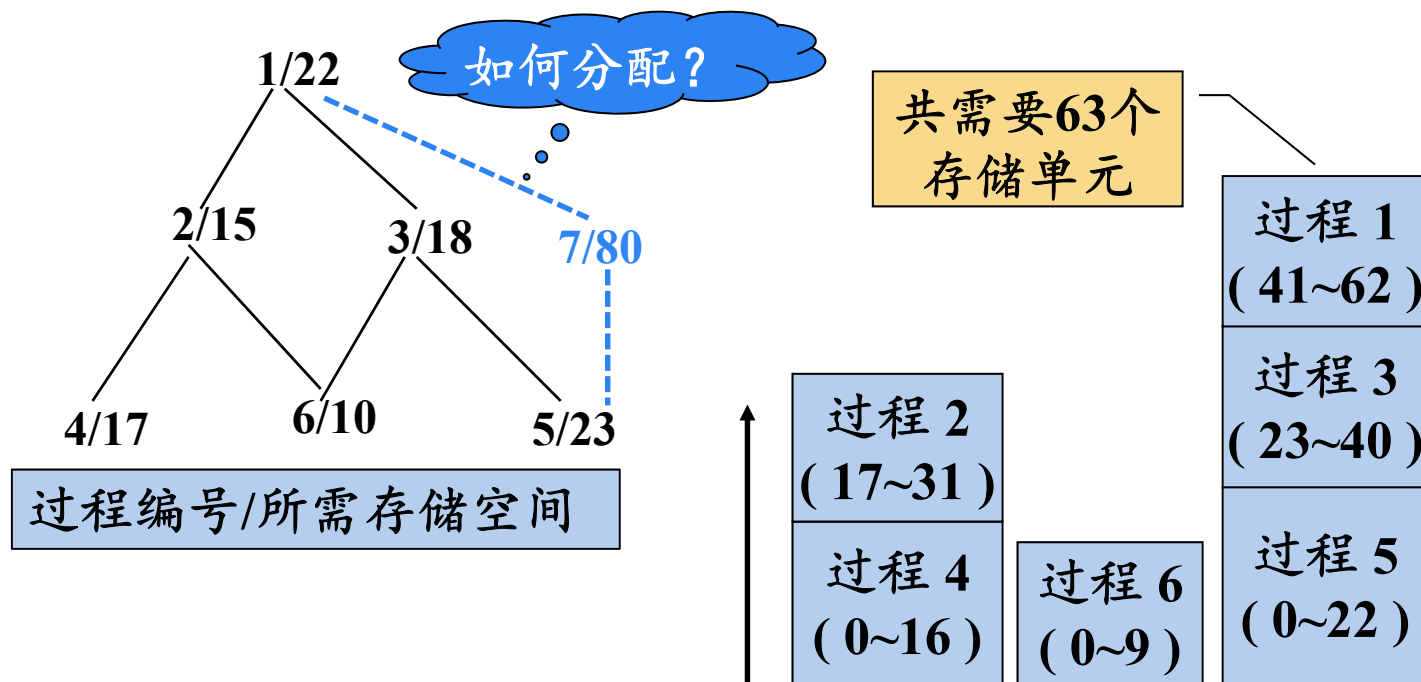 如何分配?
1/22
2/15
3/18
7/80
4/17
6/10
5/23
过程编号/所需存储空间
共需要63个
存储单元
过程 1
( 41~62 )
过程 3
( 23~40 )
过程 5
( 0~22 )
过程 2
( 17~31 )
过程 4
( 0~16 )
过程 6
( 0~9 )